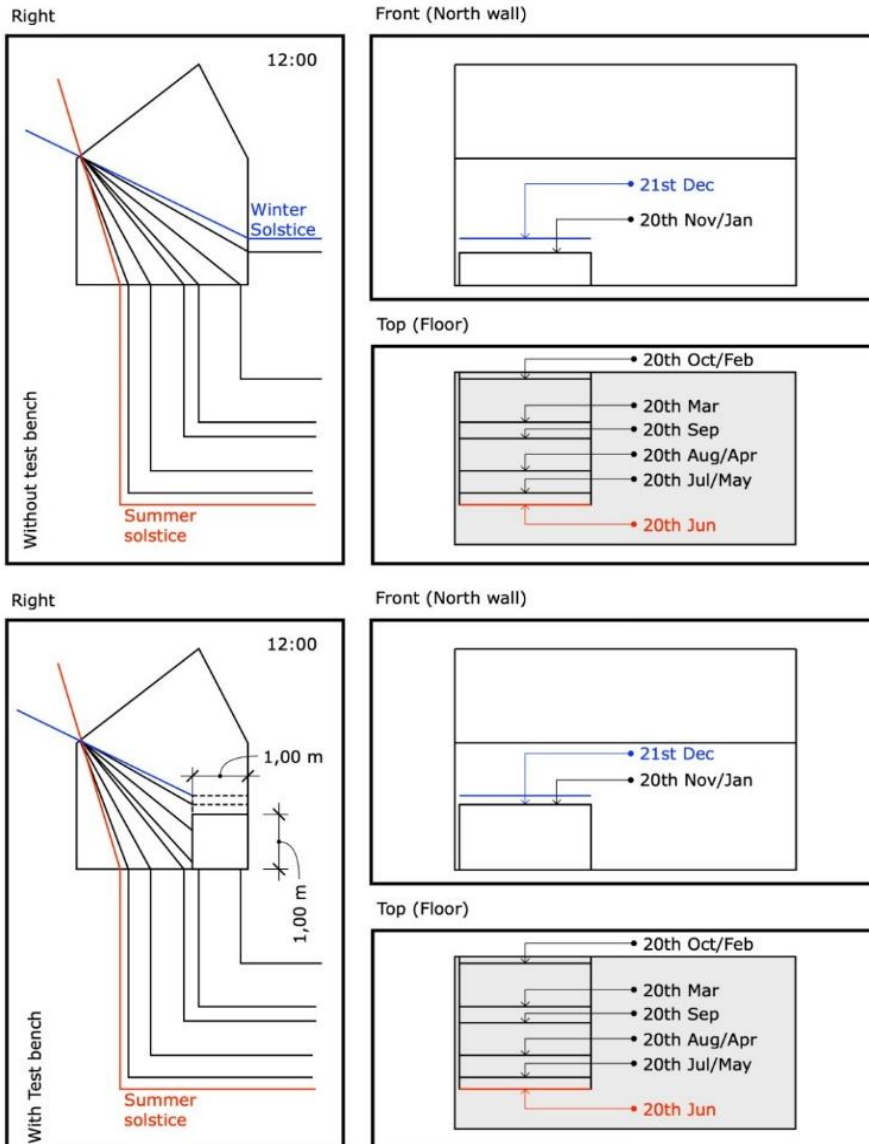 Right
12:00
Winter
Solstice
Without test bench
Summer
solstice
Front (North wall)
21st Dec
20th Nov/Jan
Top (Floor)
20th Oct/Feb
20th Mar
20th Sep
20th Aug/Apr
20th Jul/May
20th Jun
Right
12:00
1,00 m
1,00 m
With Test bench
Summer
solstice
Front (North wall)
21st Dec
20th Nov/Jan
Top (Floor)
20th Oct/Feb
20th Mar
20th Sep
20th Aug/Apr
20th Jul/May
20th Jun